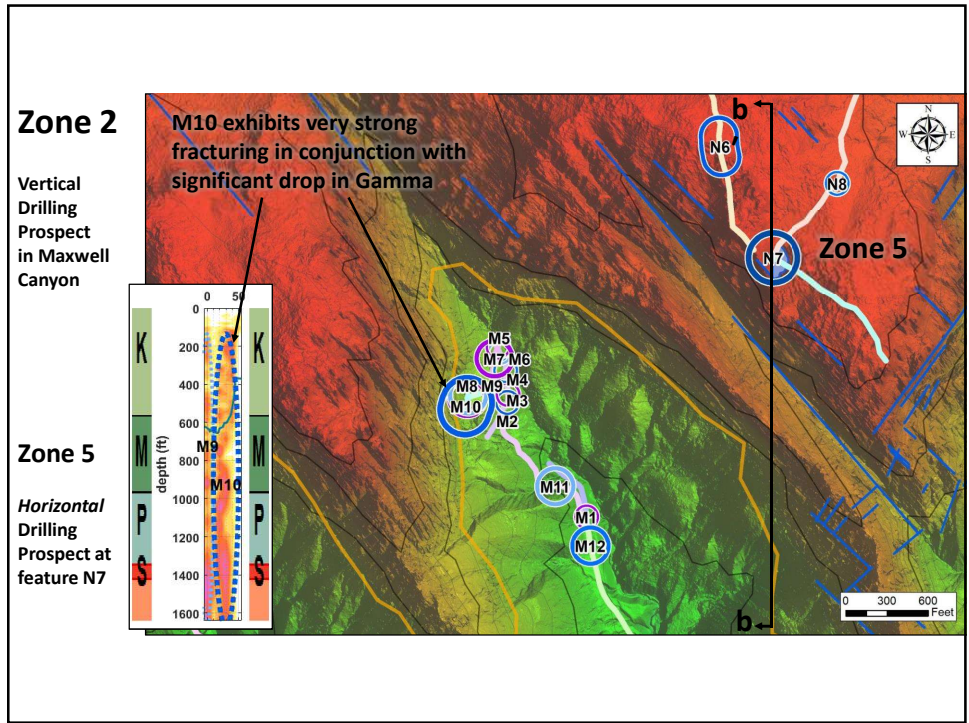 Zone 2
Vertical
Drilling
Prospect
in Maxwell
Canyon
M10 exhibits very strong
fracturing in conjunction with
significant drop in Gamma
b
N
W E
S
N6
N8
N7
Zone 5
0 50
0
200
400
600
800
1000
1200
1400
1600
depth (ft)
K
M
P
S
K
M
P
S
M9
M10
M5
M7 M6
M4
M8 M9
M3
M10
M2
M11
M1
M12
Zone 5
Horizontal
Drilling
Prospect at
feature N7
0 300 600
Feet
b